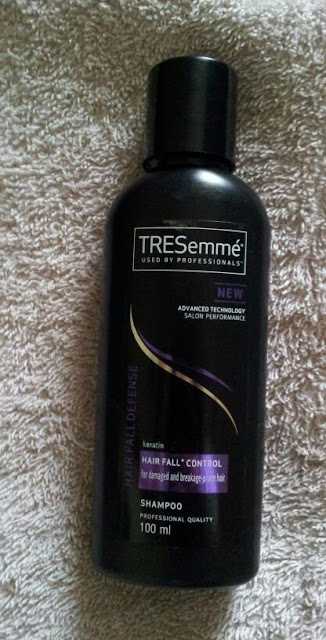 TRESemmé®
USED BY PROFESSIONALS™
NEW
ADVANCED TECHNOLOGY
SALON PERFORMANCE
HAIR FALL DEFENSE
keratin
HAIR FALL* CONTROL
for damaged and breakage-prone hair
SHAMPOO
PROFESSIONAL QUALITY
100 ml